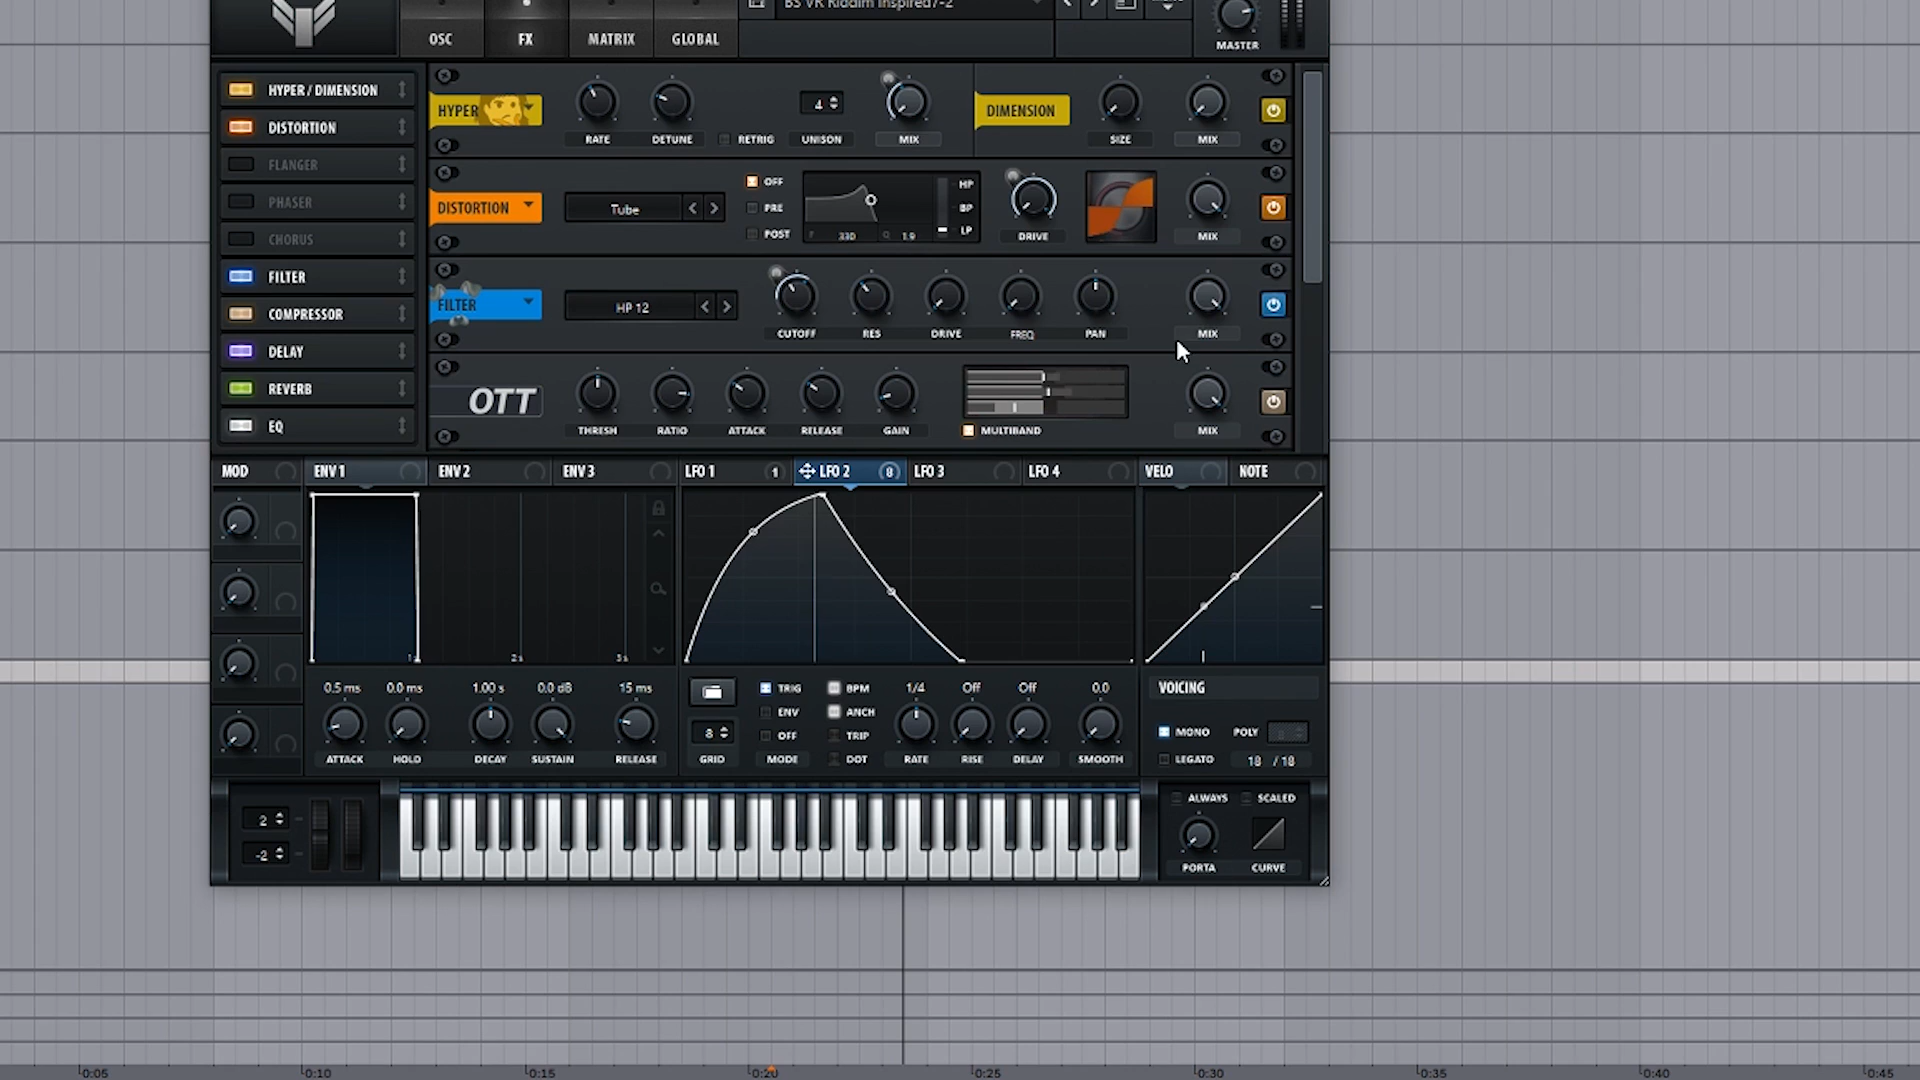 BS VR Riddim Inspired7-2
OSC FX MATRIX GLOBAL MASTER
HYPER / DIMENSION
DISTORTION
FLANGER
PHASER
CHORUS
FILTER
COMPRESSOR
DELAY
REVERB
EQ
HYPER 4 DIMENSION
RATE DETUNE RETRIG UNISON MIX SIZE MIX
DISTORTION Tube OFF PRE POST HP BP LP
F 330 Q 1.9 DRIVE MIX
FILTER HP 12
CUTOFF RES DRIVE FREQ PAN MIX
OTT
THRESH RATIO ATTACK RELEASE GAIN MULTIBAND MIX
MOD ENV 1 ENV 2 ENV 3 LFO 1 1 LFO 2 8 LFO 3 LFO 4 VELO NOTE
2s
0.5 ms 0.0 ms 1.00 s 0.0 dB 15 ms
ATTACK HOLD DECAY SUSTAIN RELEASE
TRIG BPM 1/4 Off Off 0.0
ENV ANCH
8 OFF TRIP
GRID MODE DOT RATE RISE DELAY SMOOTH
VOICING
MONO POLY
LEGATO 18 / 18
ALWAYS SCALED
PORTA CURVE
2
-2
0:05 0:10 0:15 0:20 0:25 0:30 0:35 0:40 0:45